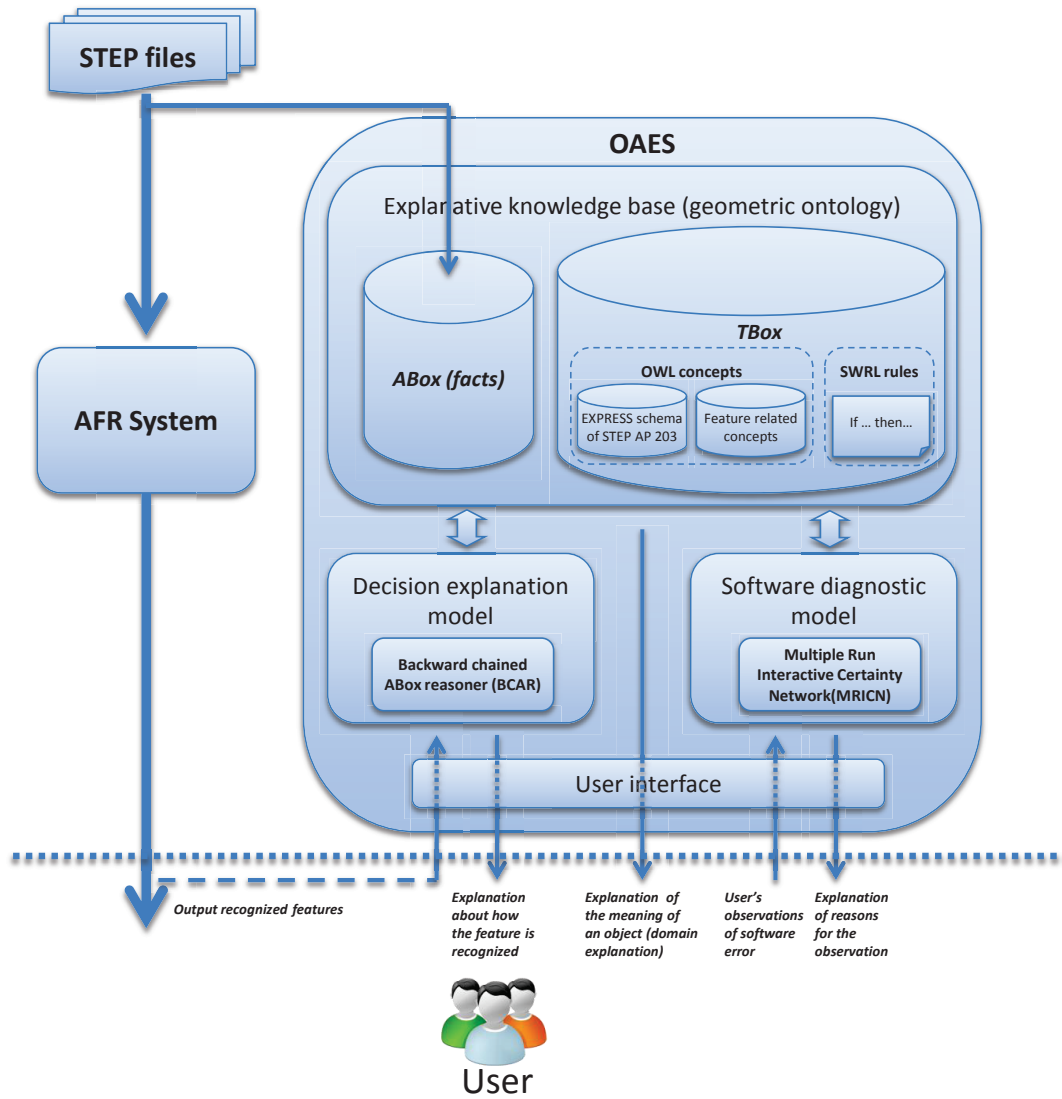 STEP files
OAES
Explanative knowledge base (geometric ontology)
ABox (facts)
TBox
OWL concepts
EXPRESS schema
of STEP AP 203
Feature related
concepts
SWRL rules
If … then…
AFR System
Decision explanation
model
Backward chained
ABox reasoner (BCAR)
Software diagnostic
model
Multiple Run
Interactive Certainty
Network(MRICN)
User interface
Output recognized features
Explanation
about how
the feature is
recognized
Explanation of
the meaning of
an object (domain
explanation)
User's
observations
of software
error
Explanation
of reasons
for the
observation
User